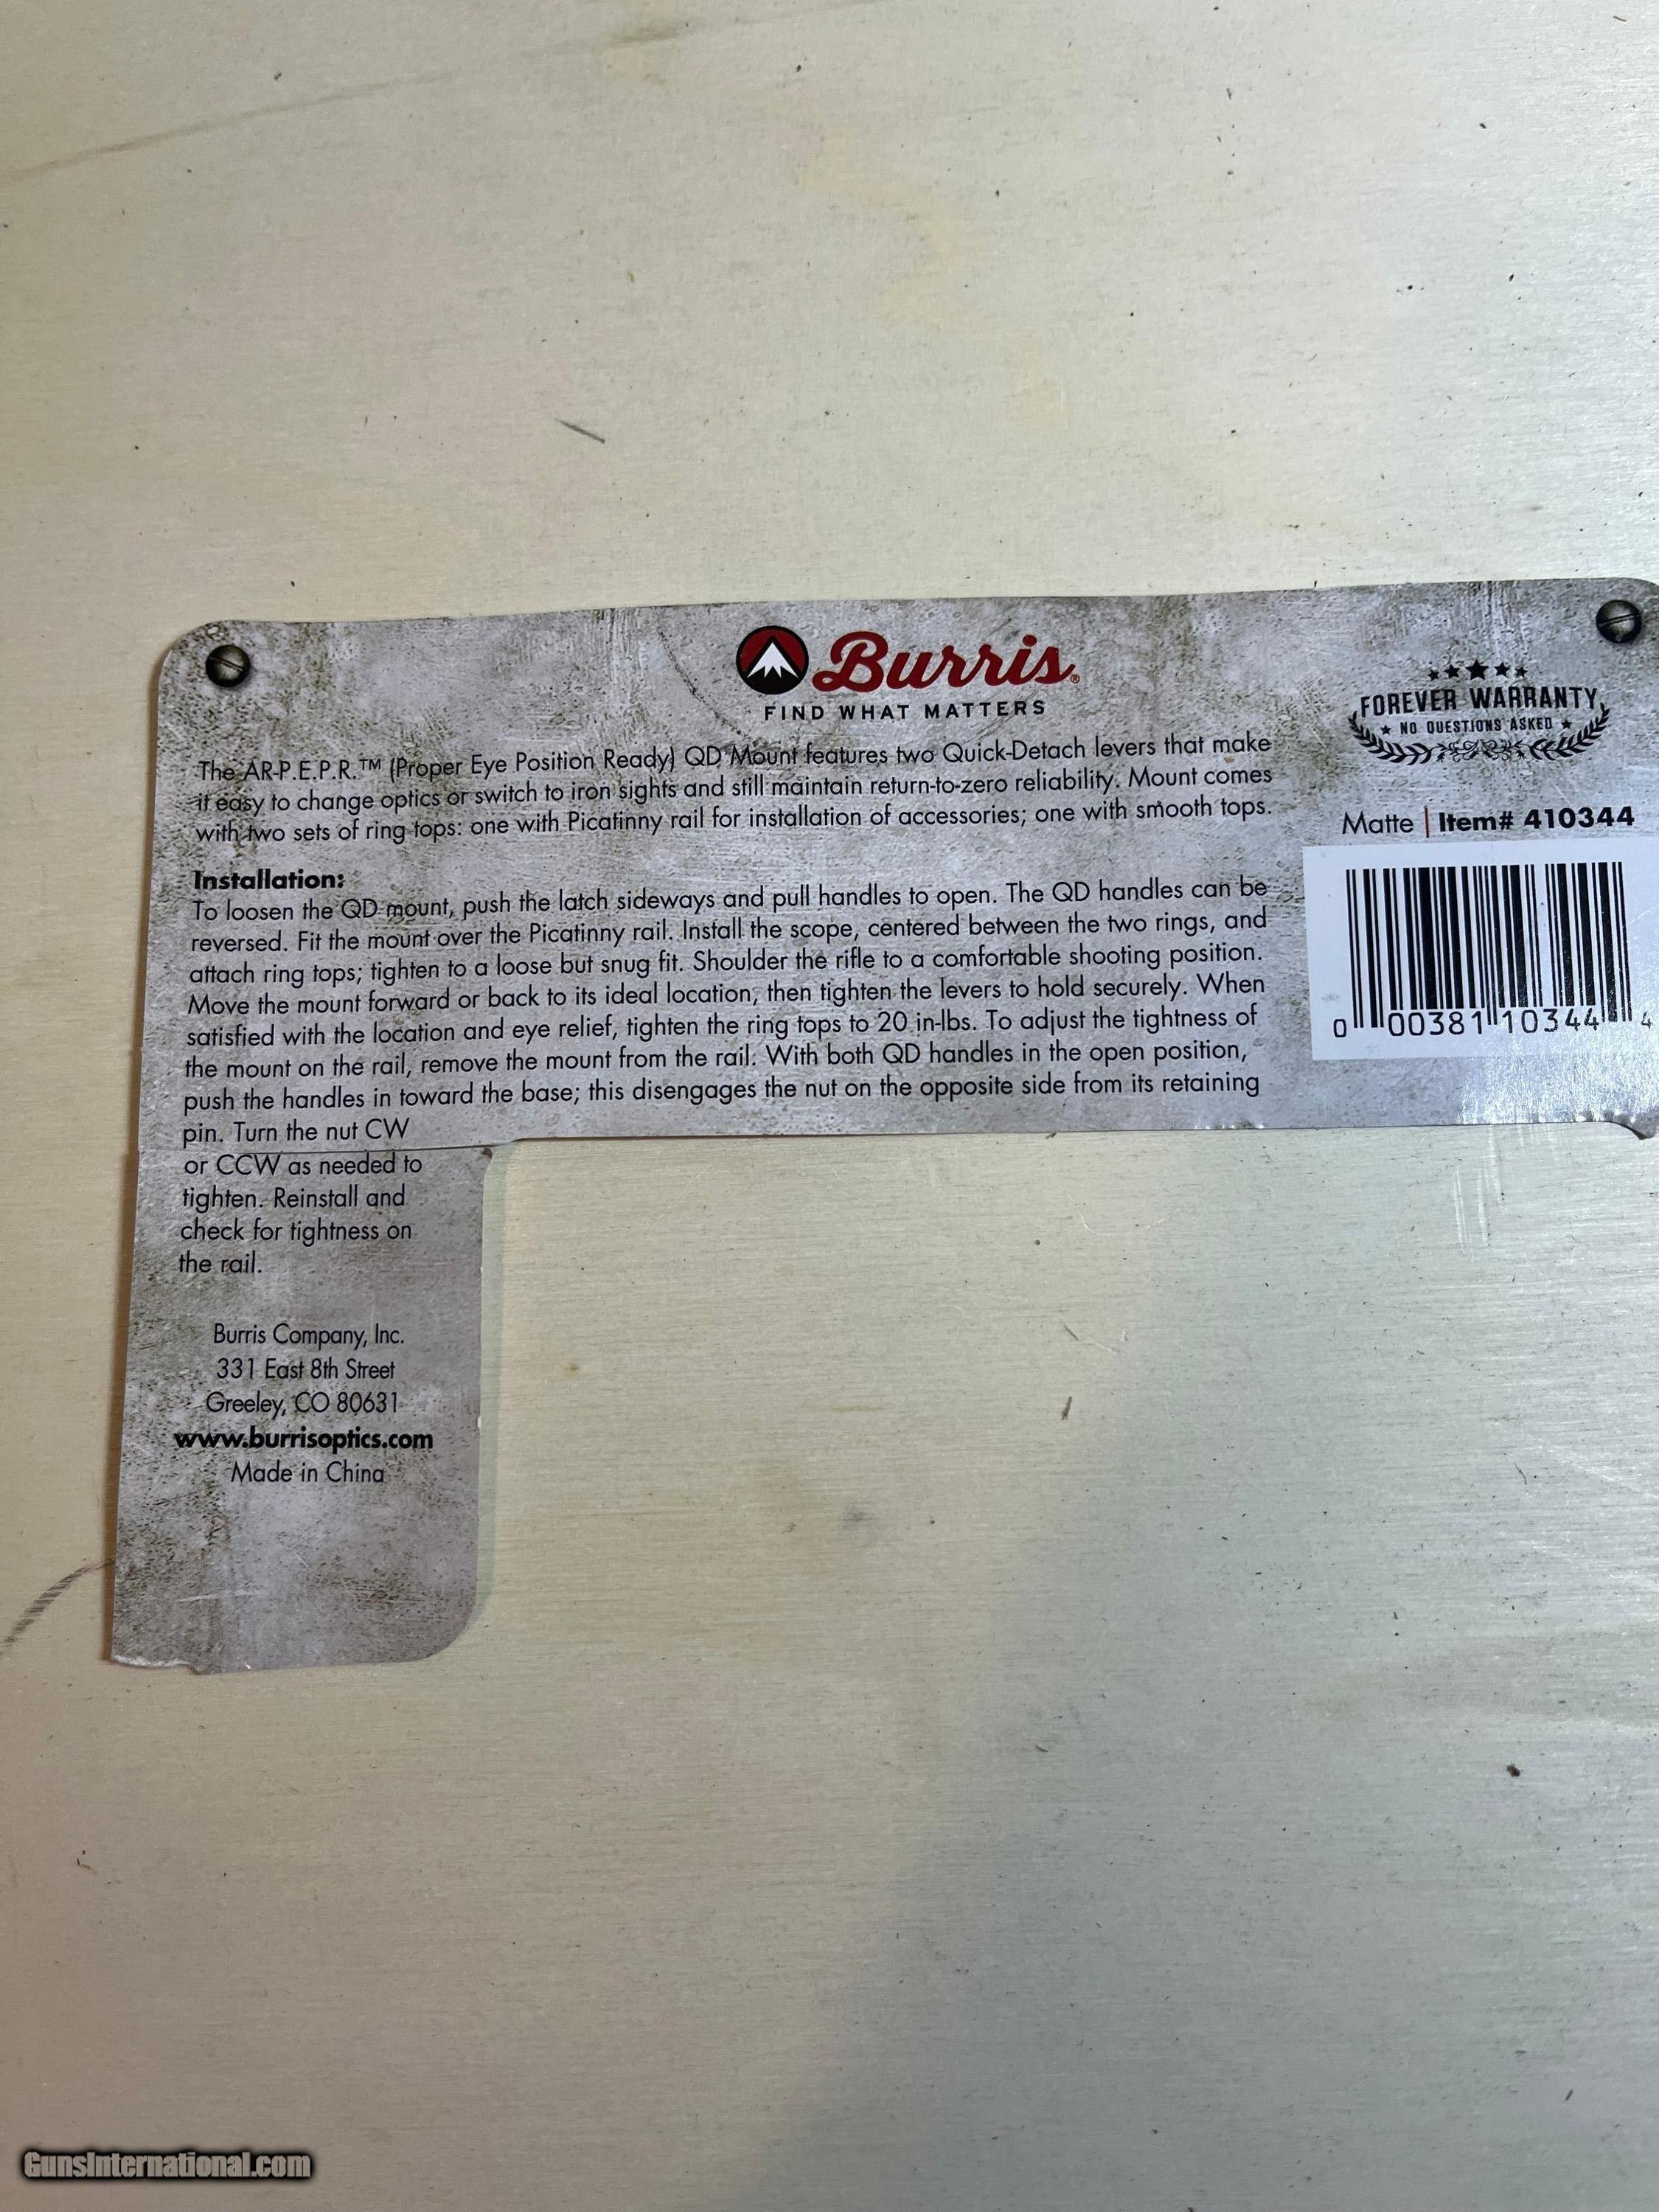 Burris®
FIND WHAT MATTERS
The AR-P.E.P.R.™ (Proper Eye Position Ready) QD Mount features two Quick-Detach levers that make
it easy to change optics or switch to iron sights and still maintain return-to-zero reliability. Mount comes
with two sets of ring tops: one with Picatinny rail for installation of accessories; one with smooth tops.
Installation:
To loosen the QD mount, push the latch sideways and pull handles to open. The QD handles can be
reversed. Fit the mount over the Picatinny rail. Install the scope, centered between the two rings, and
attach ring tops; tighten to a loose but snug fit. Shoulder the rifle to a comfortable shooting position.
Move the mount forward or back to its ideal location, then tighten the levers to hold securely. When
satisfied with the location and eye relief, tighten the ring tops to 20 in-lbs. To adjust the tightness of
the mount on the rail, remove the mount from the rail. With both QD handles in the open position,
push the handles in toward the base; this disengages the nut on the opposite side from its retaining
pin. Turn the nut CW
or CCW as needed to
tighten. Reinstall and
check for tightness on
the rail.
Burris Company, Inc.
331 East 8th Street
Greeley, CO 80631
www.burrisoptics.com
Made in China
FOREVER WARRANTY
NO QUESTIONS ASKED
Matte | Item# 410344
0 00381 10344 4
GunsInternational.com